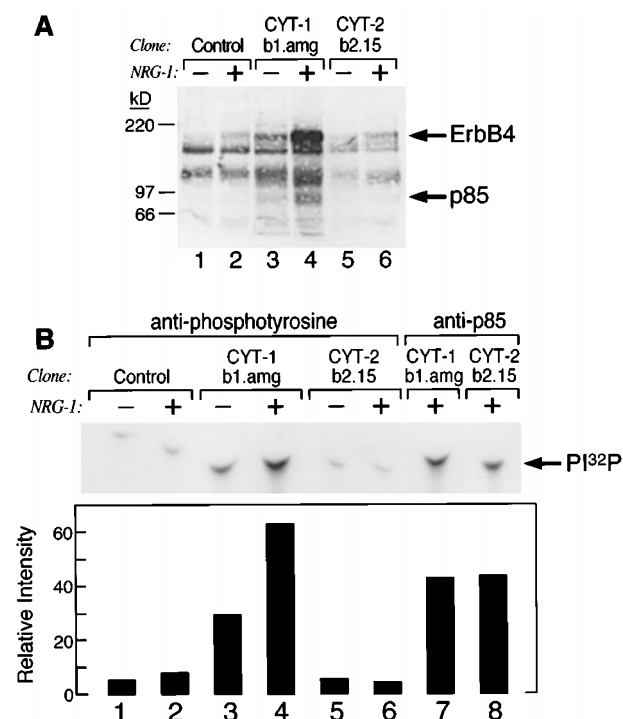 A
CYT-1 CYT-2
Clone: Control b1.amg b2.15
NRG-1: − + − + − +
kD
220
ErbB4
97
p85
66
1 2 3 4 5 6
B
anti-phosphotyrosine anti-p85
CYT-1 CYT-2 CYT-1 CYT-2
Clone: Control b1.amg b2.15 b1.amg b2.15
NRG-1: − + − + − + + +
PI³²P
Relative Intensity
60
40
20
0
1 2 3 4 5 6 7 8